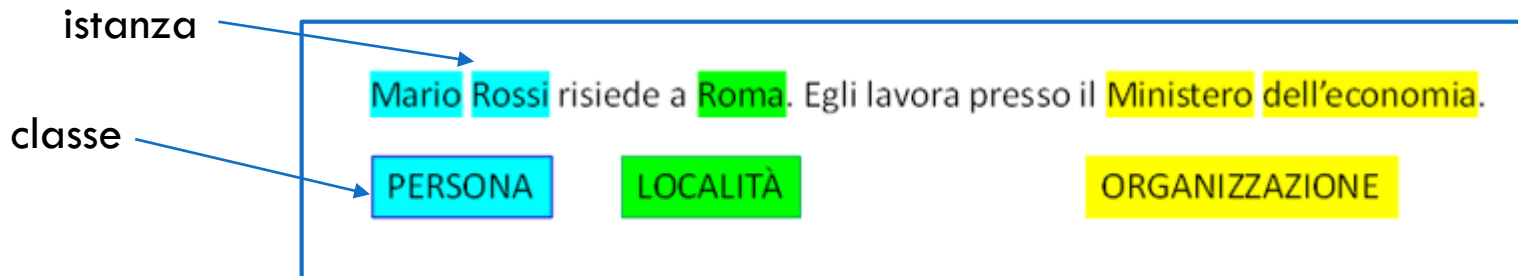 istanza
Mario Rossi risiede a Roma. Egli lavora presso il Ministero dell’economia.
classe
PERSONA LOCALITÀ ORGANIZZAZIONE